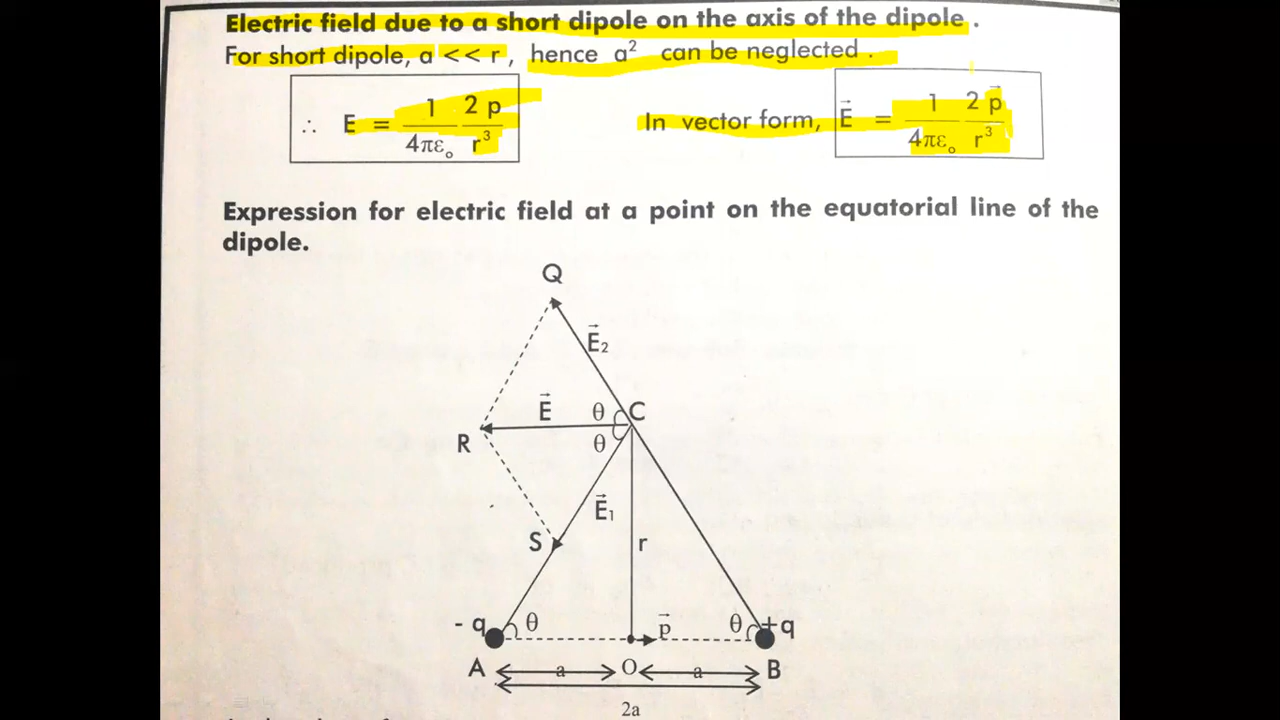 Electric field due to a short dipole on the axis of the dipole .
For short dipole, a << r , hence a² can be neglected .
∴ E = 1/4πε₀ 2 p/r³ In vector form, E⃗ = 1/4πε₀ 2 p⃗/r³
Expression for electric field at a point on the equatorial line of the
dipole.
Q
E⃗₂
E⃗ θ C
R θ
E⃗₁
S r
- q θ p⃗ θ +q
A a O a B
2a